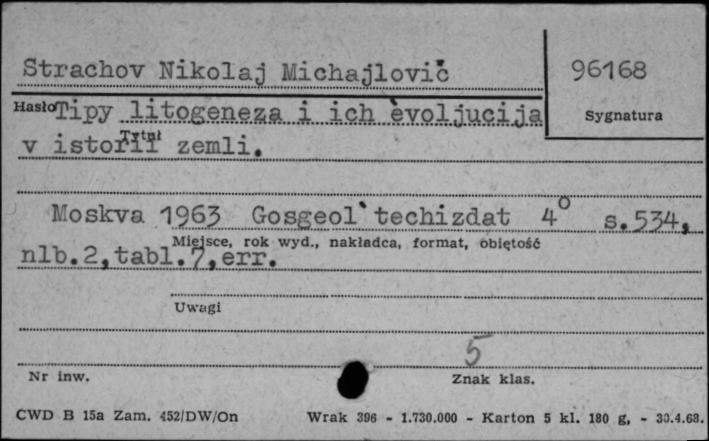 Strachov Nikolaj Michajlovič
96168
Hasło
Tipy litogeneza i ich èvoljucija
Sygnatura
Tytuł
v istorii zemli.
Moskva 1963 Gosgeol'techizdat 4° s.534,
Miejsce, rok wyd., nakładca, format, obiętość
nlb.2,tabl.7,err.
Uwagi
5
Nr inw.
Znak klas.
CWD B 15a Zam. 452/DW/On Wrak 396 - 1.730.000 - Karton 5 kl. 180 g, - 30.4.68.